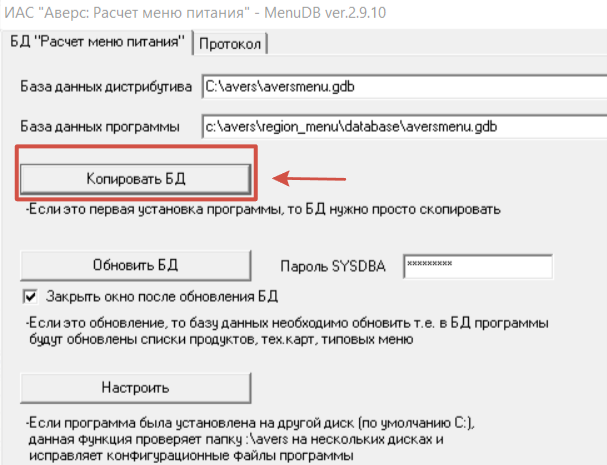 ИАС "Аверс: Расчет меню питания" - MenuDB ver.2.9.10
БД "Расчет меню питания" Протокол
База данных дистрибутива C:\avers\aversmenu.gdb
База данных программы c:\avers\region_menu\database\aversmenu.gdb
Копировать БД
-Если это первая установка программы, то БД нужно просто скопировать
Обновить БД Пароль SYSDBA *********
Закрыть окно после обновления БД
-Если это обновление, то базу данных необходимо обновить т.е. в БД программы
будут обновлены списки продуктов, тех.карт, типовых меню
Настроить
-Если программа была установлена на другой диск (по умолчанию C:),
данная функция проверяет папку :\avers на нескольких дисках и
исправляет конфигурационные файлы программы